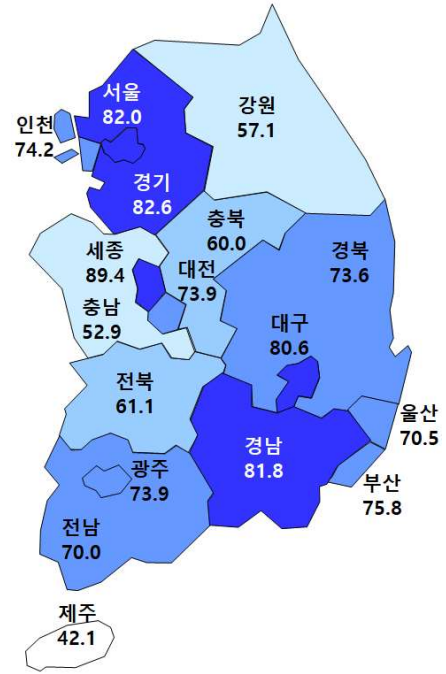 서울
82.0
강원
57.1
인천
74.2
경기
82.6
충북
60.0
세종
89.4
대전
73.9
경북
73.6
충남
52.9
대구
80.6
전북
61.1
울산
70.5
경남
81.8
광주
73.9
부산
75.8
전남
70.0
제주
42.1